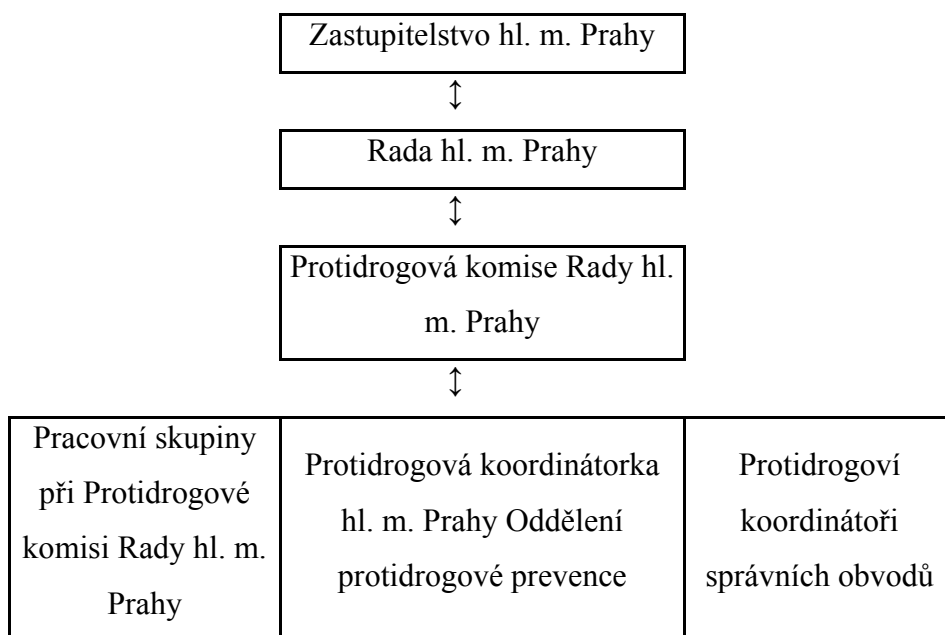 Zastupitelstvo hl. m. Prahy
↕
Rada hl. m. Prahy
↕
Protidrogová komise Rady hl.
m. Prahy
↕
Pracovní skupiny
při Protidrogové
komisi Rady hl. m.
Prahy
Protidrogová koordinátorka
hl. m. Prahy Oddělení
protidrogové prevence
Protidrogoví
koordinátoři
správních obvodů